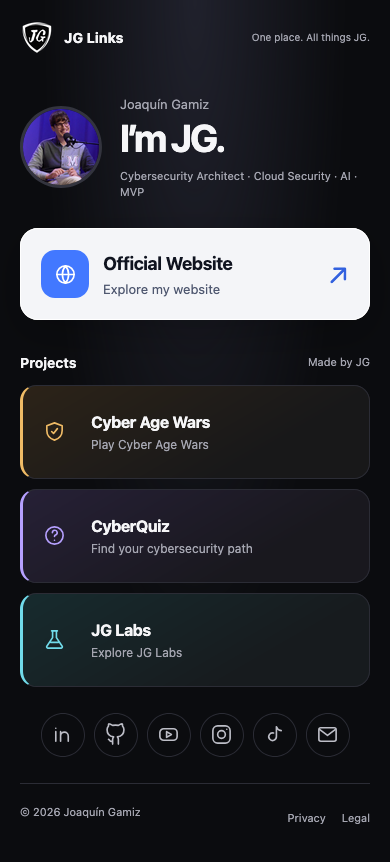 JG
JG Links
One place. All things JG.
Joaquín Gamiz
I'm JG.
Cybersecurity Architect · Cloud Security · AI ·
MVP
Official Website
Explore my website
Projects
Made by JG
Cyber Age Wars
Play Cyber Age Wars
CyberQuiz
Find your cybersecurity path
JG Labs
Explore JG Labs
in
© 2026 Joaquín Gamiz
Privacy
Legal